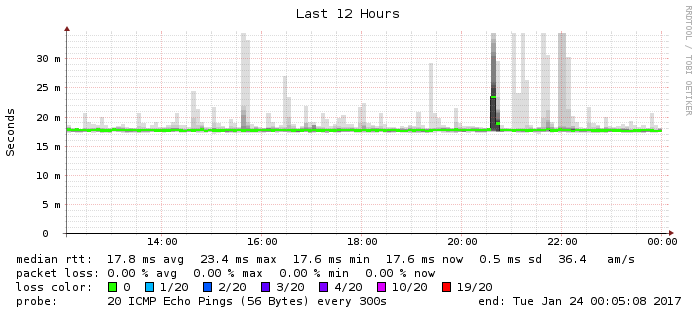 Last 12 Hours
RRDTOOL / TOBI OETIKER
Seconds
30 m
25 m
20 m
15 m
10 m
5 m
0
14:00 16:00 18:00 20:00 22:00 00:00
median rtt: 17.8 ms avg 23.4 ms max 17.6 ms min 17.6 ms now 0.5 ms sd 36.4 am/s
packet loss: 0.00 % avg 0.00 % max 0.00 % min 0.00 % now
loss color: 0 1/20 2/20 3/20 4/20 10/20 19/20
probe: 20 ICMP Echo Pings (56 Bytes) every 300s end: Tue Jan 24 00:05:08 2017